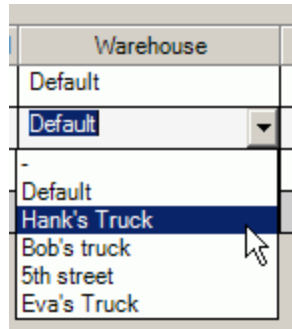 Warehouse
Default
Default
-
Default
Hank's Truck
Bob's truck
5th street
Eva's Truck